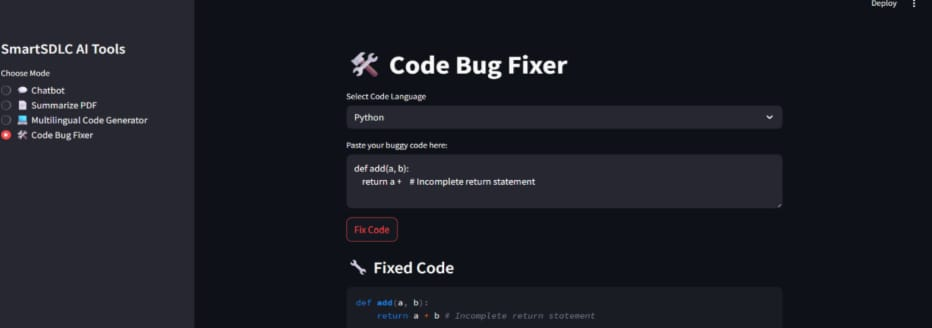 Deploy
SmartSDLC AI Tools
Choose Mode
Chatbot
Summarize PDF
Multilingual Code Generator
Code Bug Fixer
Code Bug Fixer
Select Code Language
Python
Paste your buggy code here:
def add(a, b):
    return a +   # Incomplete return statement
Fix Code
Fixed Code
def add(a, b):
    return a + b # Incomplete return statement